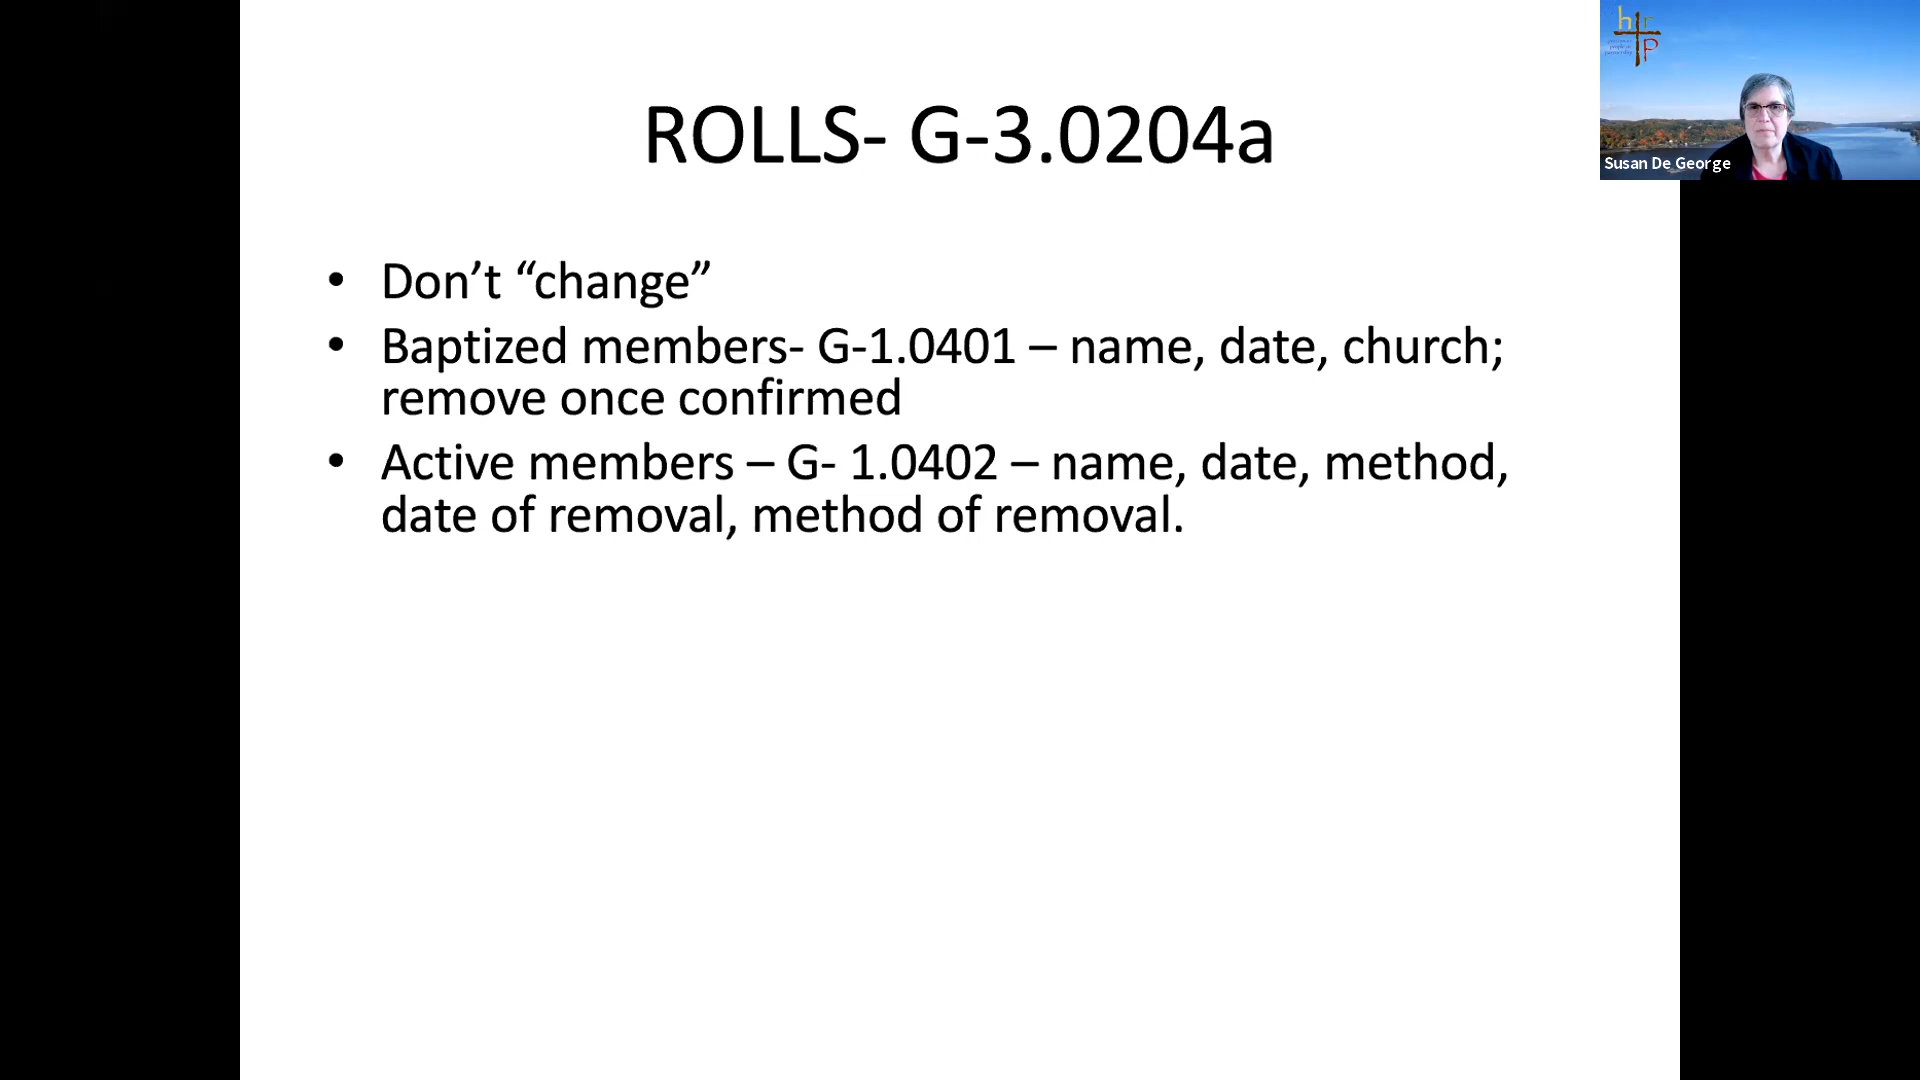 ROLLS- G-3.0204a
• Don’t “change”
• Baptized members- G-1.0401 – name, date, church;
remove once confirmed
• Active members – G- 1.0402 – name, date, method,
date of removal, method of removal.
h r
p
Susan De George